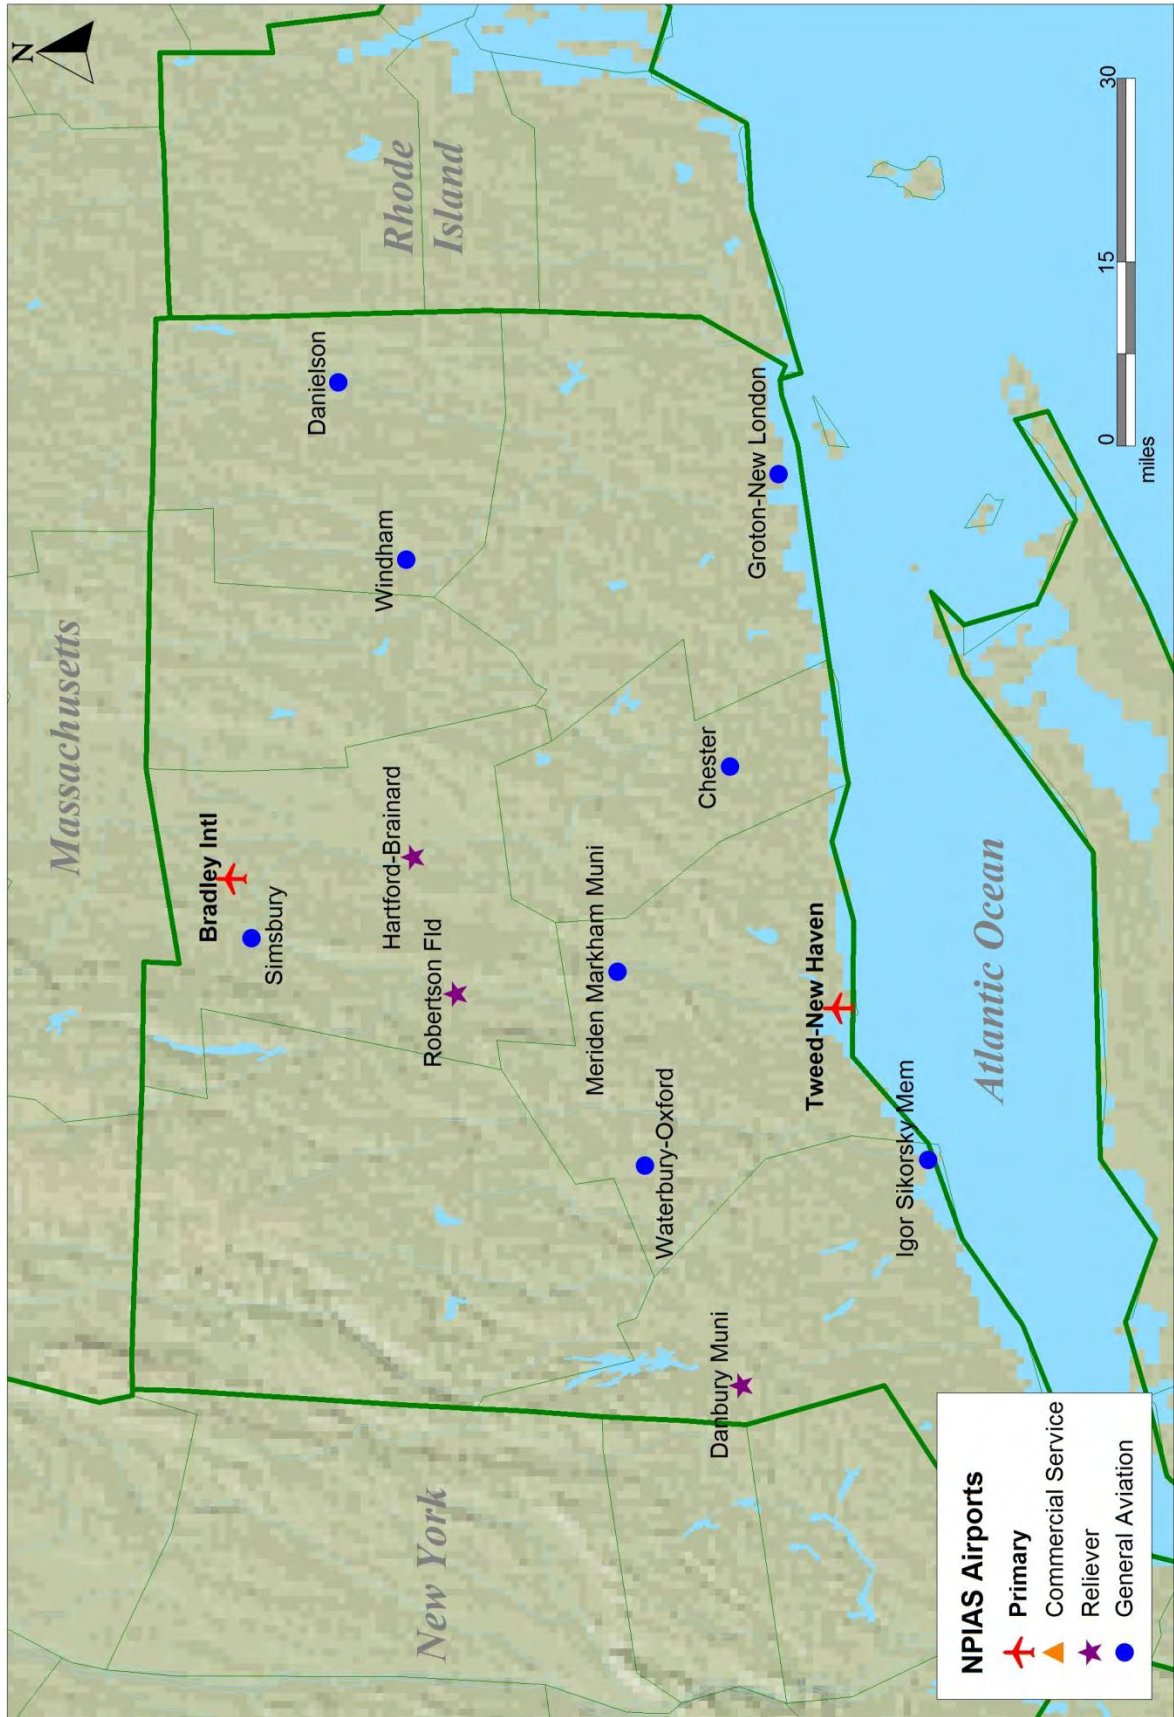 N
Massachusetts
Rhode
Island
New York
Atlantic Ocean
Bradley Intl
Simsbury
Hartford-Brainard
Robertson Fld
Windham
Danielson
Meriden Markham Muni
Waterbury-Oxford
Danbury Muni
Chester
Groton-New London
Tweed-New Haven
Igor Sikorsky Mem
NPIAS Airports
Primary
Commercial Service
Reliever
General Aviation
0 15 30
miles